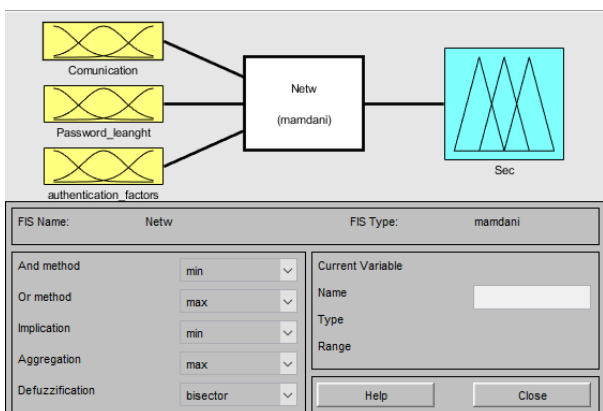 Comunication
Netw
(mamdani)
Password_leanght
Sec
authentication_factors
FIS Name: Netw FIS Type: mamdani
And method min
Or method max
Implication min
Aggregation max
Defuzzification bisector
Current Variable
Name
Type
Range
Help Close